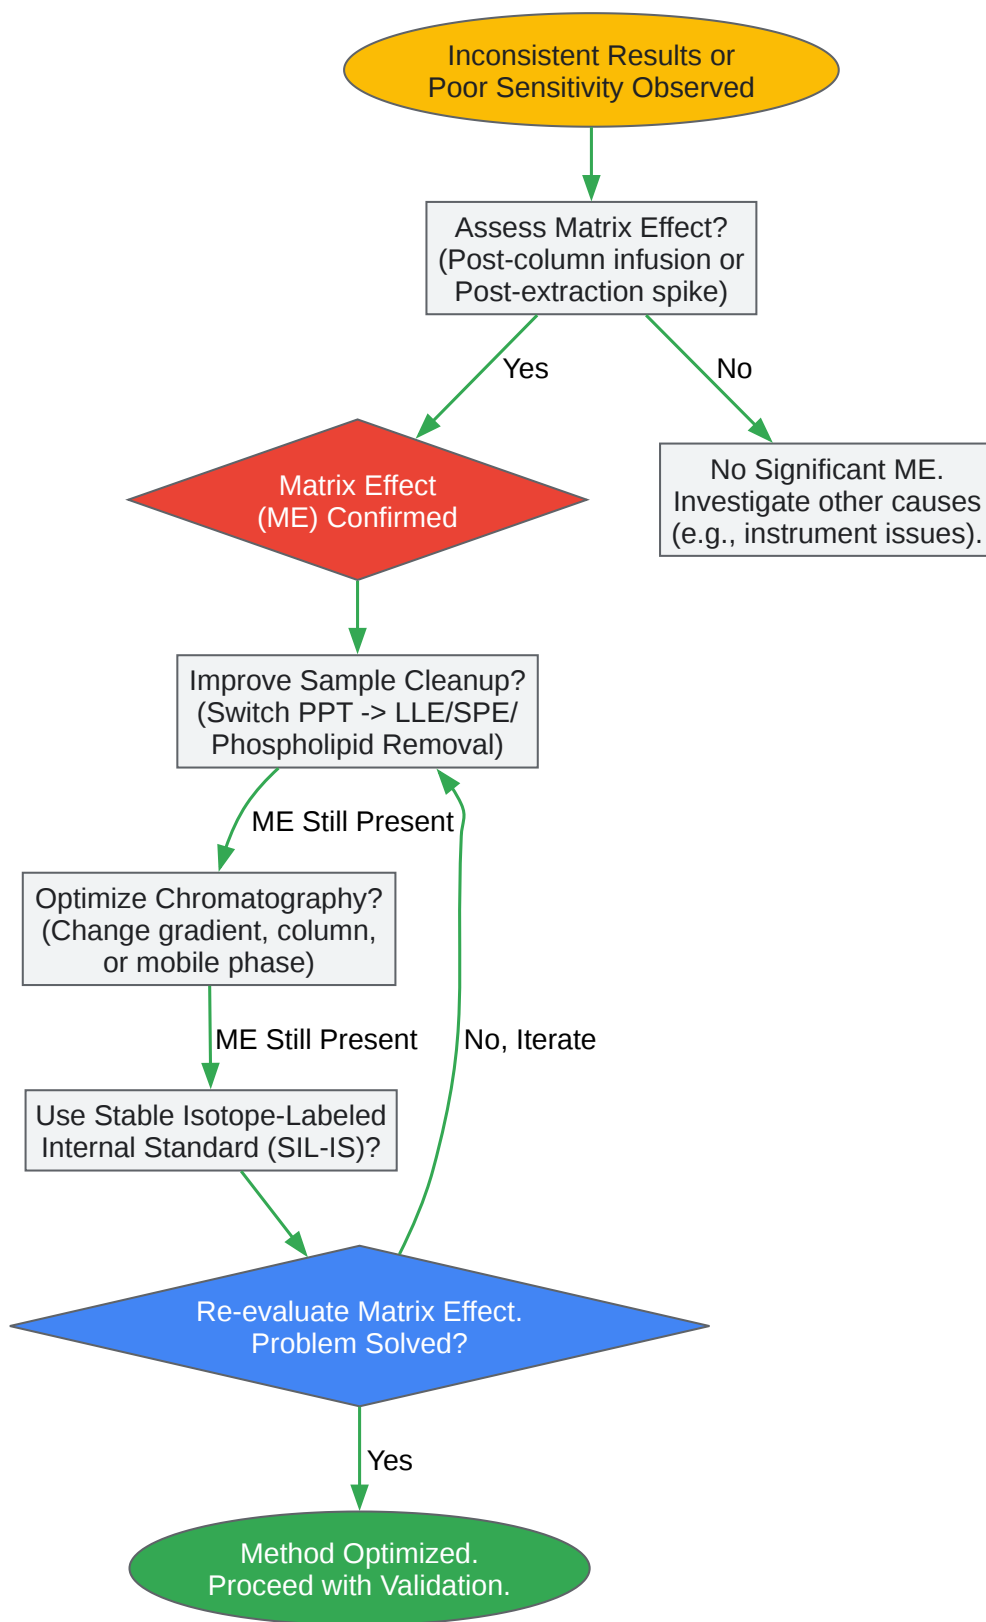 Inconsistent Results or
Poor Sensitivity Observed
Assess Matrix Effect?
(Post-column infusion or
Post-extraction spike)
Yes
No
Matrix Effect
(ME) Confirmed
No Significant ME.
Investigate other causes
(e.g., instrument issues).
Improve Sample Cleanup?
(Switch PPT -> LLE/SPE/
Phospholipid Removal)
ME Still Present
Optimize Chromatography?
(Change gradient, column,
or mobile phase)
ME Still Present
No, Iterate
Use Stable Isotope-Labeled
Internal Standard (SIL-IS)?
Re-evaluate Matrix Effect.
Problem Solved?
Yes
Method Optimized.
Proceed with Validation.